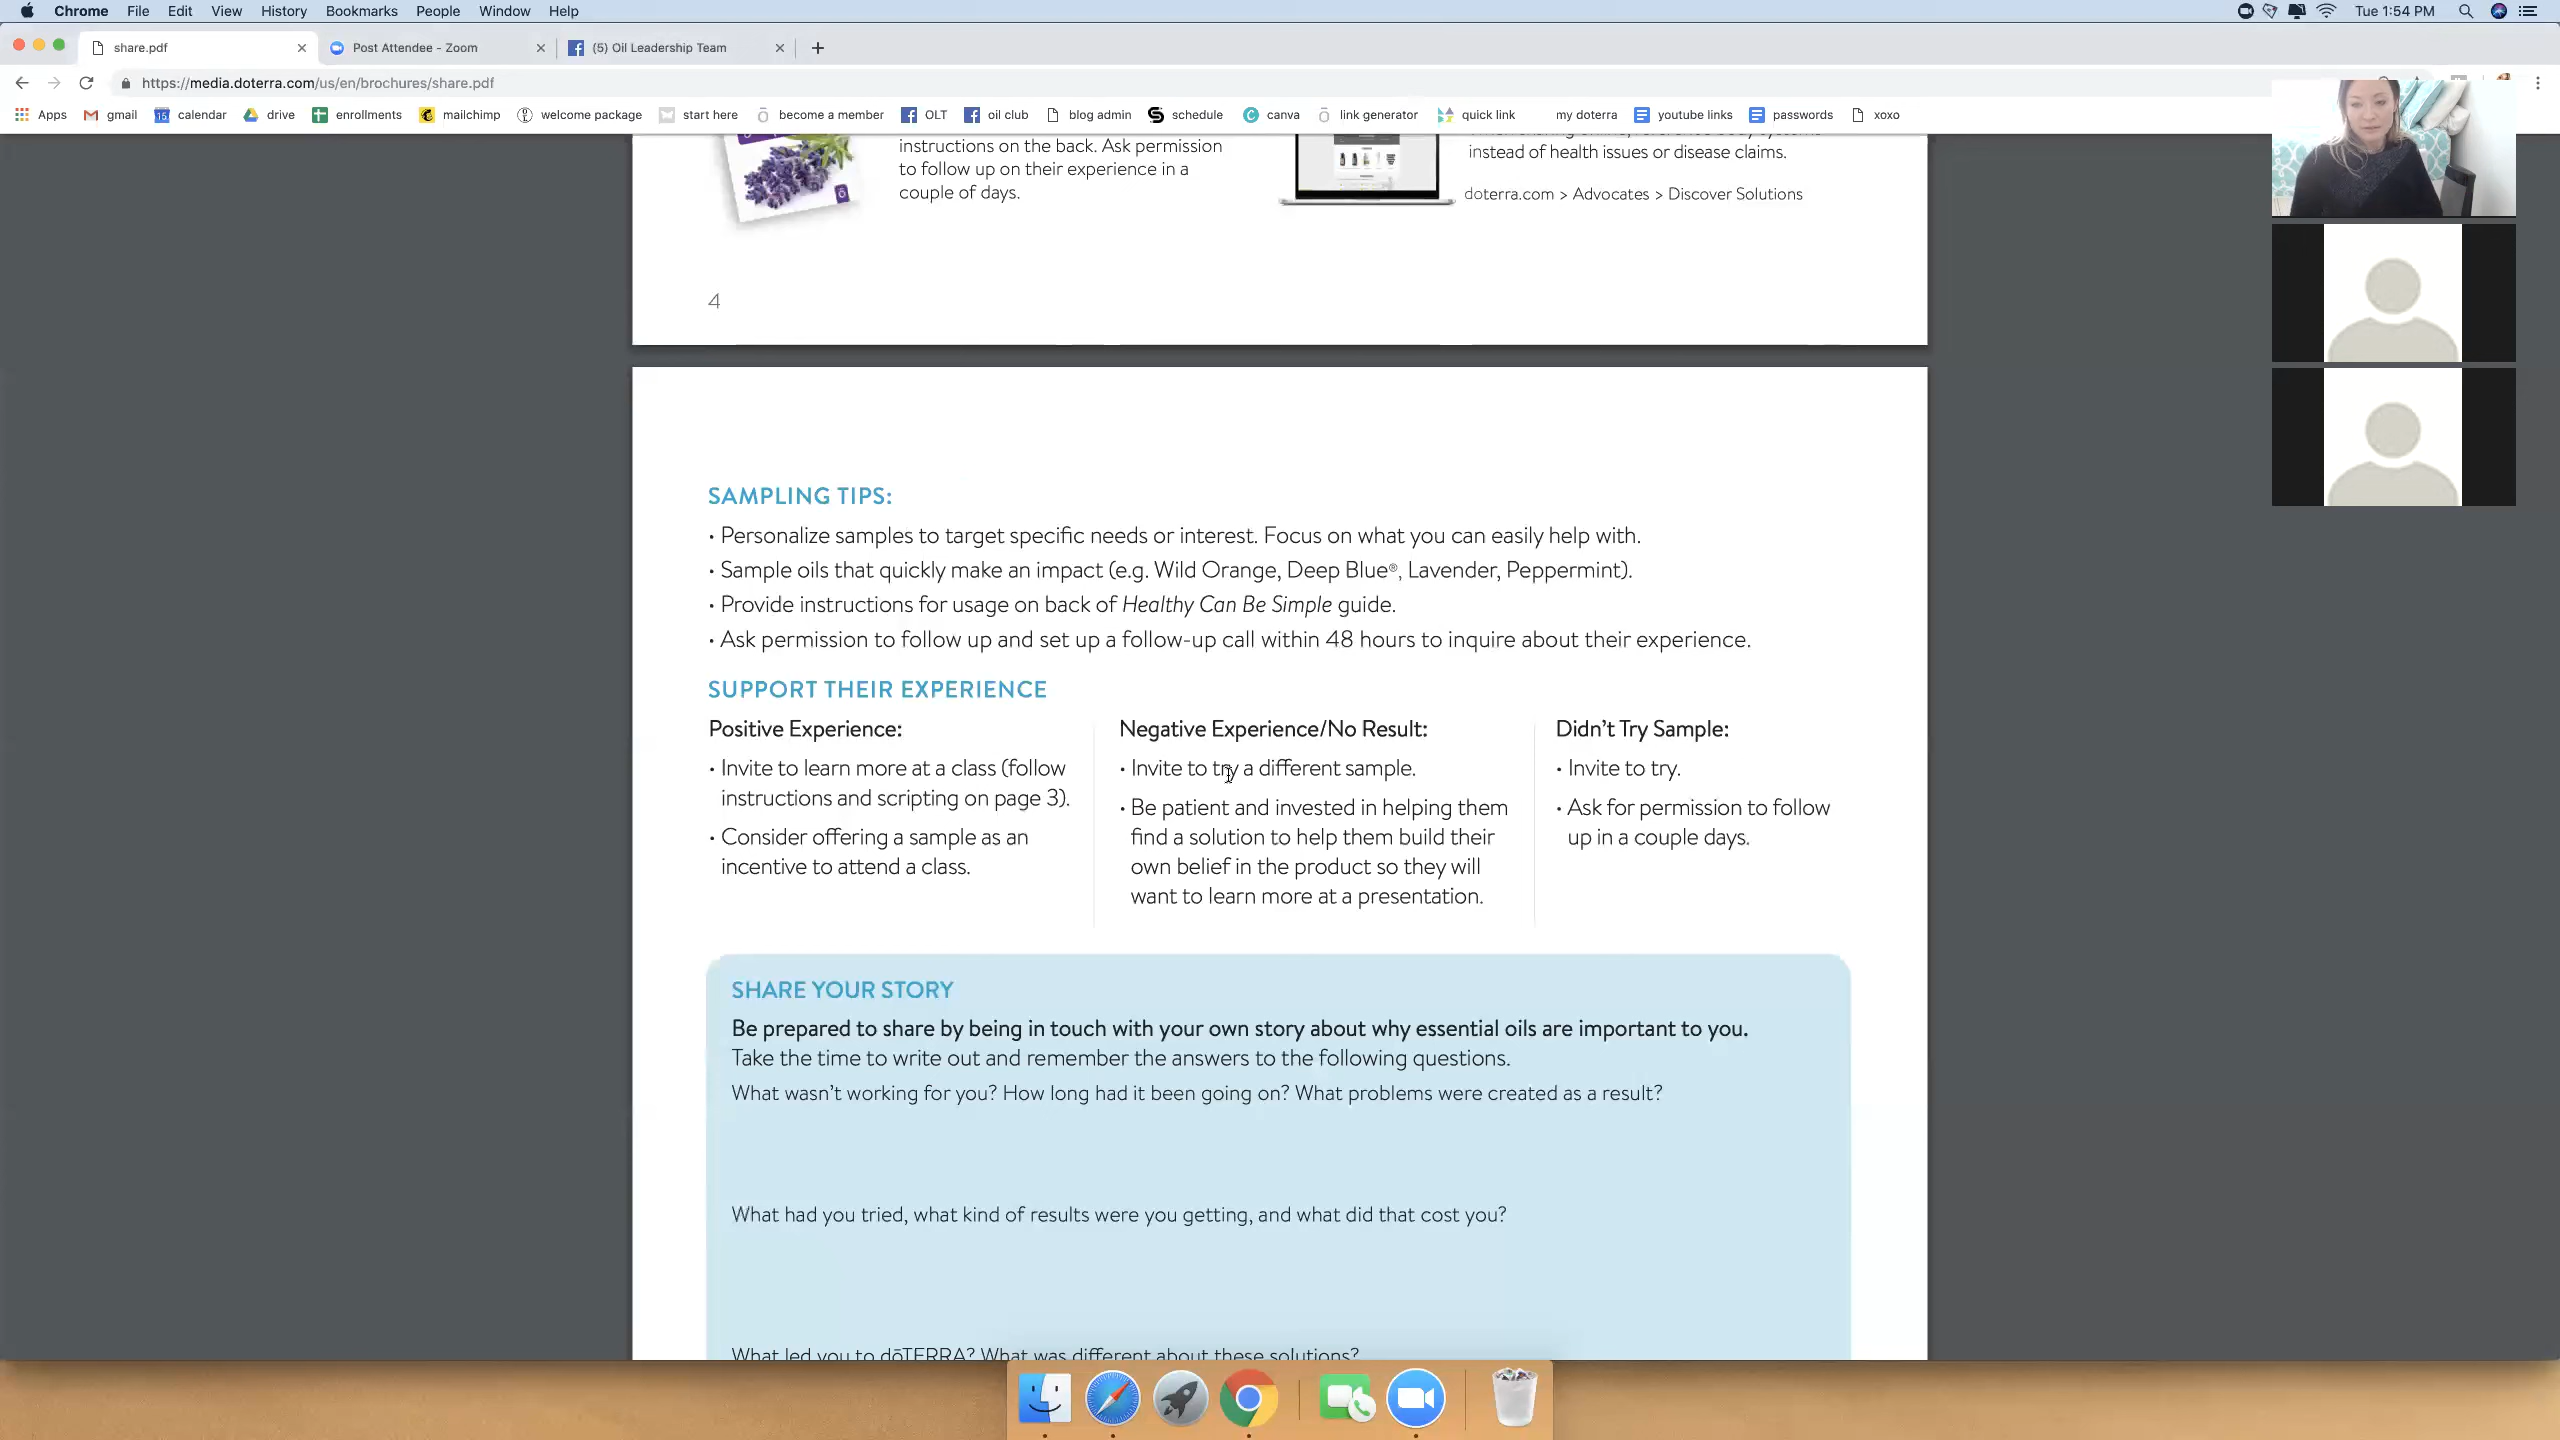 Chrome File Edit View History Bookmarks People Window Help
Tue 1:54 PM
share.pdf
Post Attendee - Zoom
(5) Oil Leadership Team
https://media.doterra.com/us/en/brochures/share.pdf
Apps gmail calendar drive enrollments mailchimp welcome package start here become a member OLT oil club blog admin schedule canva link generator quick link my doterra youtube links passwords xoxo
instructions on the back. Ask permission
to follow up on their experience in a
couple of days.
instead of health issues or disease claims.
doterra.com > Advocates > Discover Solutions
4
SAMPLING TIPS:
• Personalize samples to target specific needs or interest. Focus on what you can easily help with.
• Sample oils that quickly make an impact (e.g. Wild Orange, Deep Blue®, Lavender, Peppermint).
• Provide instructions for usage on back of Healthy Can Be Simple guide.
• Ask permission to follow up and set up a follow-up call within 48 hours to inquire about their experience.
SUPPORT THEIR EXPERIENCE
Positive Experience:
• Invite to learn more at a class (follow
instructions and scripting on page 3).
• Consider offering a sample as an
incentive to attend a class.
Negative Experience/No Result:
• Invite to try a different sample.
• Be patient and invested in helping them
find a solution to help them build their
own belief in the product so they will
want to learn more at a presentation.
Didn't Try Sample:
• Invite to try.
• Ask for permission to follow
up in a couple days.
SHARE YOUR STORY
Be prepared to share by being in touch with your own story about why essential oils are important to you.
Take the time to write out and remember the answers to the following questions.
What wasn't working for you? How long had it been going on? What problems were created as a result?
What had you tried, what kind of results were you getting, and what did that cost you?
What led you to dōTERRA? What was different about these solutions?